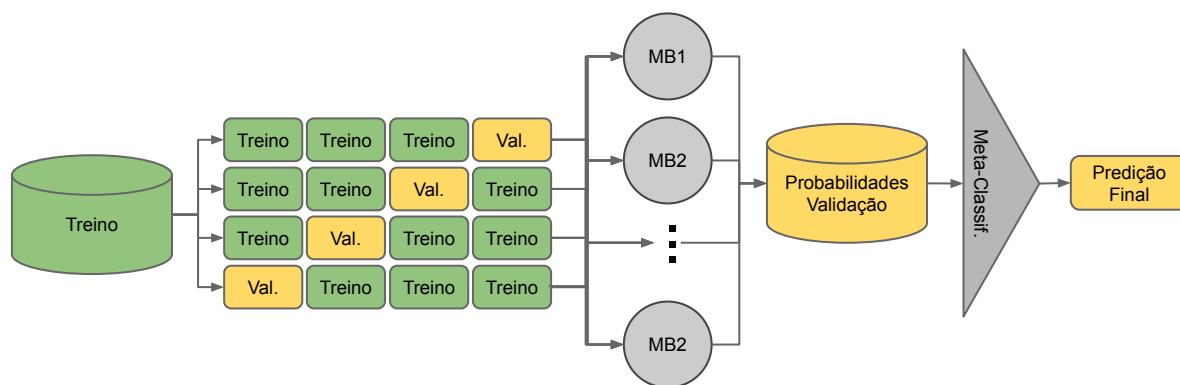 Treino
Treino Treino Treino Val.
Treino Treino Val. Treino
Treino Val. Treino Treino
Val. Treino Treino Treino
MB1
MB2
MB2
Probabilidades
Validação
Meta-Classif.
Predição
Final